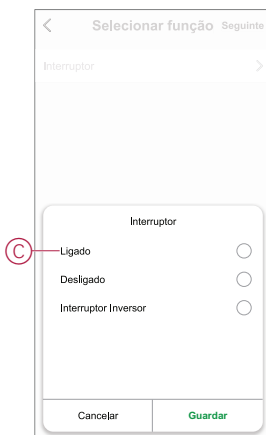 Selecionar função Seguinte
Interruptor
Interruptor
C
Ligado
Desligado
Interruptor Inversor
Cancelar
Guardar